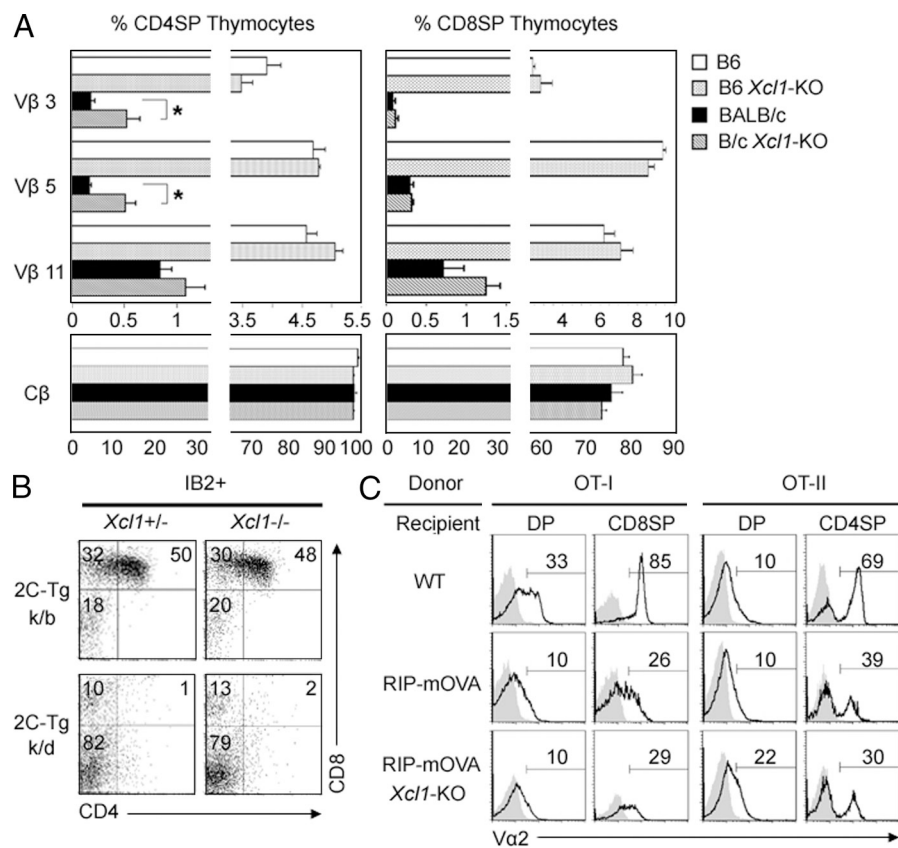 A
% CD4SP Thymocytes
% CD8SP Thymocytes
B6
B6 Xcl1-KO
BALB/c
B/c Xcl1-KO
Vβ 3
*
Vβ 5
*
Vβ 11
0 0.5 1 3.5 4.5 5.5
0 0.5 1 1.5 4 6 8 10
Cβ
0 10 20 30 70 80 90 100
0 10 20 30 60 70 80 90
B
IB2+
Xcl1+/-
Xcl1-/-
2C-Tg
k/b
32 50
18
30 48
20
2C-Tg
k/d
10 1
82
13 2
79
CD4
CD8
C
Donor OT-I OT-II
Recipient DP CD8SP DP CD4SP
WT 33 85 10 69
RIP-mOVA 10 26 10 39
RIP-mOVA
Xcl1-KO
10 29 22 30
Vα2